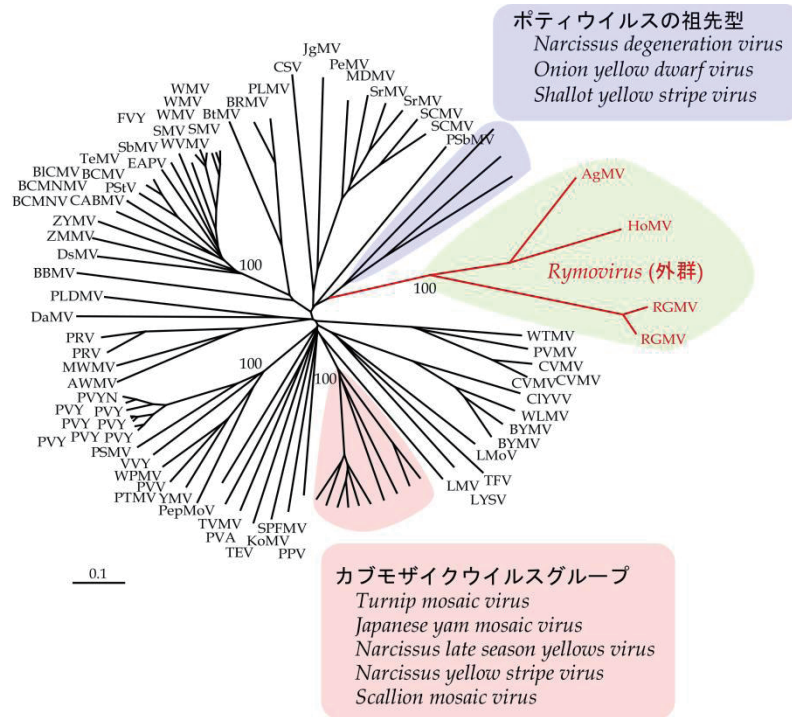 ポティウイルスの祖先型
Narcissus degeneration virus
Onion yellow dwarf virus
Shallot yellow stripe virus
JgMV
CSV
PeMV
MDMV
SrMV
SrMV
SCMV
SCMV
PSbMV
PLMV
BRMV
BtMV
WMV
WMV
WMV
FVY
SMV
SMV
WVMV
SbMV
EAPV
TeMV
BCMV
PStV
BlCMV
BCMNMV
BCMNV
CABMV
ZYMV
ZMMV
DsMV
BBMV
PLDMV
DaMV
PRV
PRV
MWMV
AWMV
PVYN
PVY
PVY
PVY
PVY
PVY
PVY
PSMV
VVY
WPMV
PVV
PTMV
YMV
PepMoV
TVMV
PVA
TEV
KoMV
SPFMV
PPV
100
100
100
100
AgMV
HoMV
Rymovirus (外群)
RGMV
RGMV
WTMV
PVMV
CVMV
CVMV
CVMV
ClYVV
WLMV
BYMV
BYMV
LMoV
TFV
LYSV
LMV
0.1
カブモザイクウイルスグループ
Turnip mosaic virus
Japanese yam mosaic virus
Narcissus late season yellows virus
Narcissus yellow stripe virus
Scallion mosaic virus